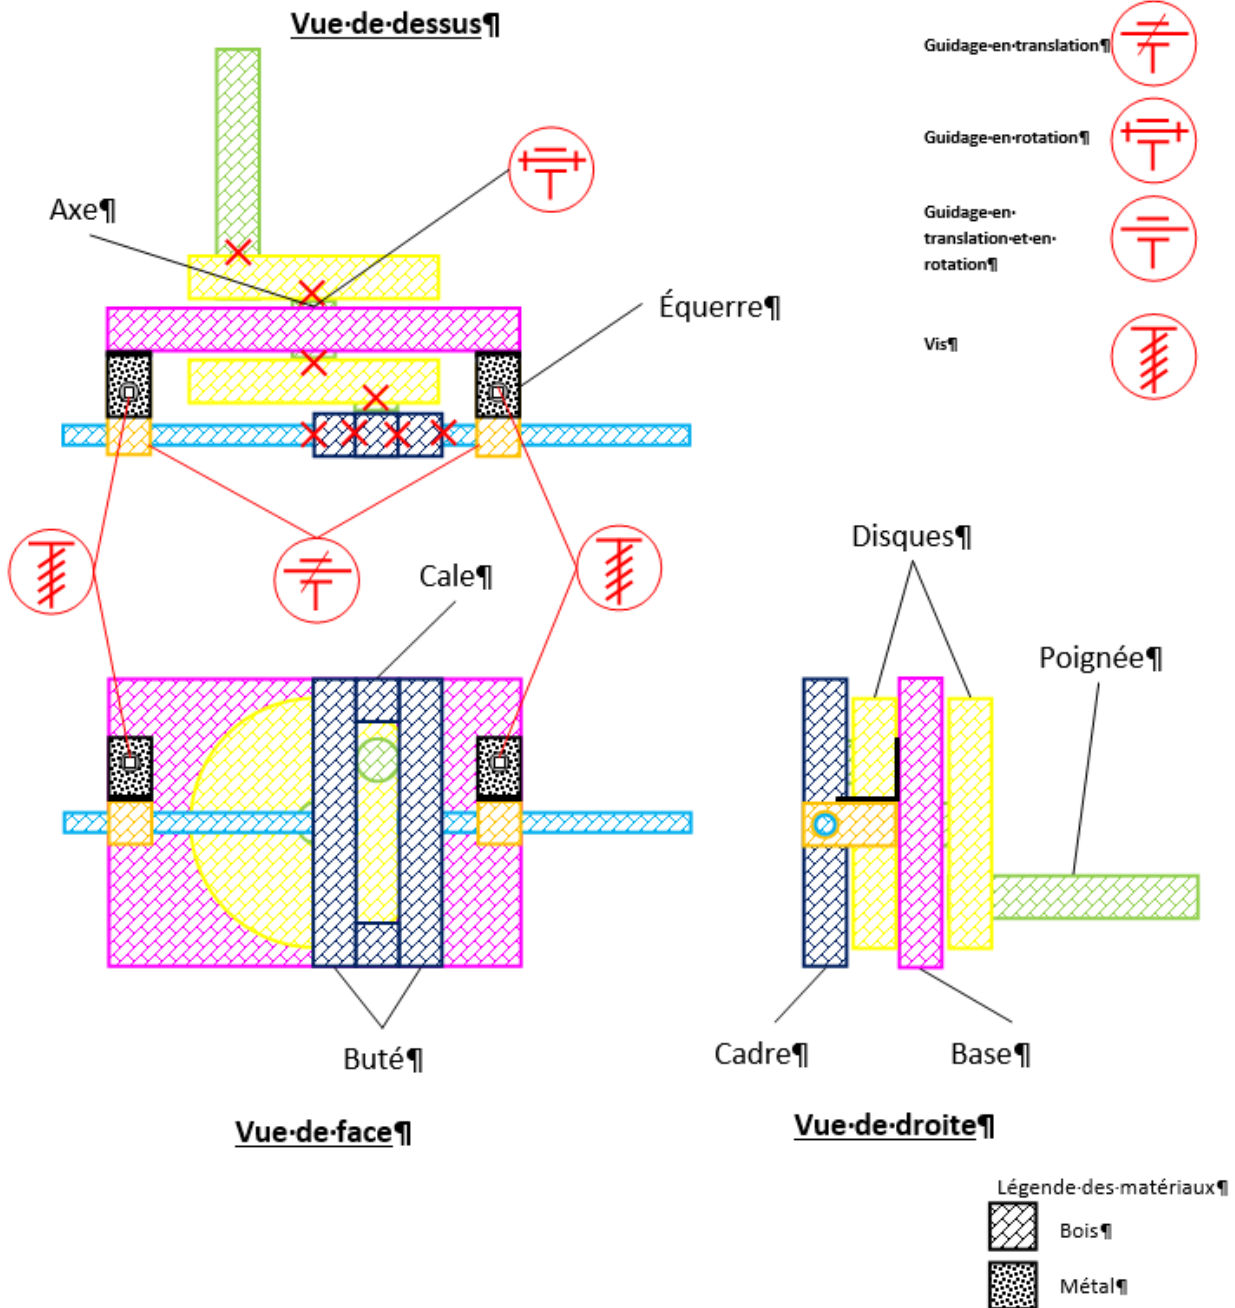 Vue·de·dessus¶
Guidage·en·translation¶
Guidage·en·rotation¶
Guidage·en·
translation·et·en·
rotation¶
Vis¶
Axe¶
Équerre¶
Cale¶
Disques¶
Poignée¶
Buté¶
Cadre¶
Base¶
Vue·de·face¶
Vue·de·droite¶
Légende·des·matériaux¶
Bois¶
Métal¶